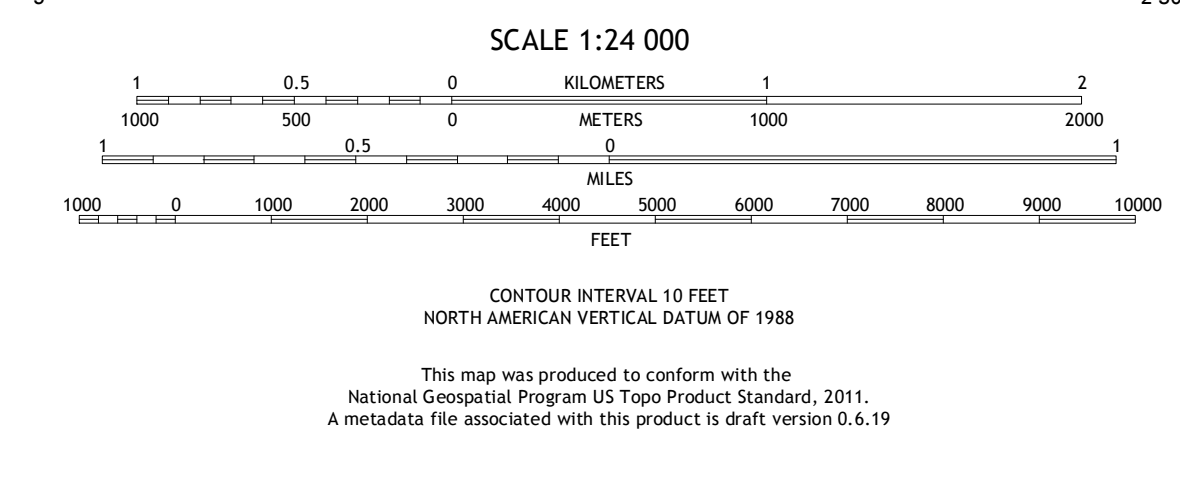 SCALE 1:24 000
1 0.5 0 KILOMETERS 1 2
1000 500 0 METERS 1000 2000
1 0.5 0 1
MILES
1000 0 1000 2000 3000 4000 5000 6000 7000 8000 9000 10000
FEET
CONTOUR INTERVAL 10 FEET
NORTH AMERICAN VERTICAL DATUM OF 1988
This map was produced to conform with the
National Geospatial Program US Topo Product Standard, 2011.
A metadata file associated with this product is draft version 0.6.19